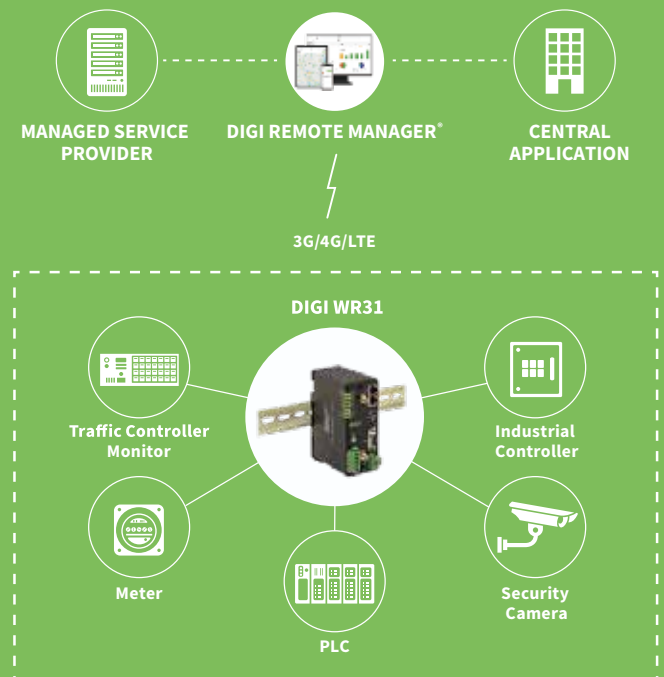 MANAGED SERVICE
PROVIDER
DIGI REMOTE MANAGER®
CENTRAL
APPLICATION
3G/4G/LTE
DIGI WR31
Traffic Controller
Monitor
Industrial
Controller
Meter
Security
Camera
PLC